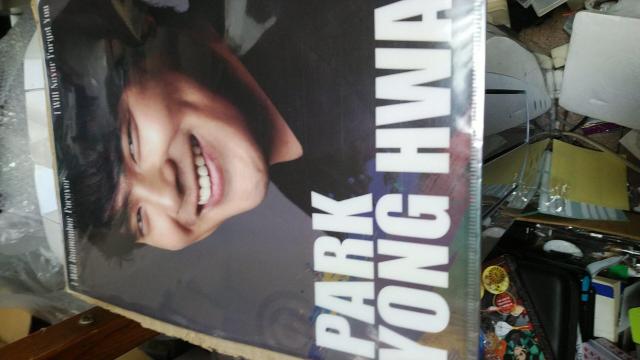 I Will Remember Forever I Will Never Forget You
PARK
YONG HWA